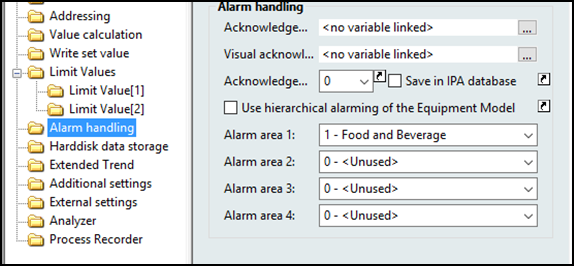 Addressing
Value calculation
Write set value
Limit Values
Limit Value[1]
Limit Value[2]
Alarm handling
Harddisk data storage
Extended Trend
Additional settings
External settings
Analyzer
Process Recorder
Alarm handling
Acknowledge... <no variable linked> ...
Visual acknowl... <no variable linked> ...
Acknowledge... 0 Save in IPA database
Use hierarchical alarming of the Equipment Model
Alarm area 1: 1 - Food and Beverage
Alarm area 2: 0 - <Unused>
Alarm area 3: 0 - <Unused>
Alarm area 4: 0 - <Unused>